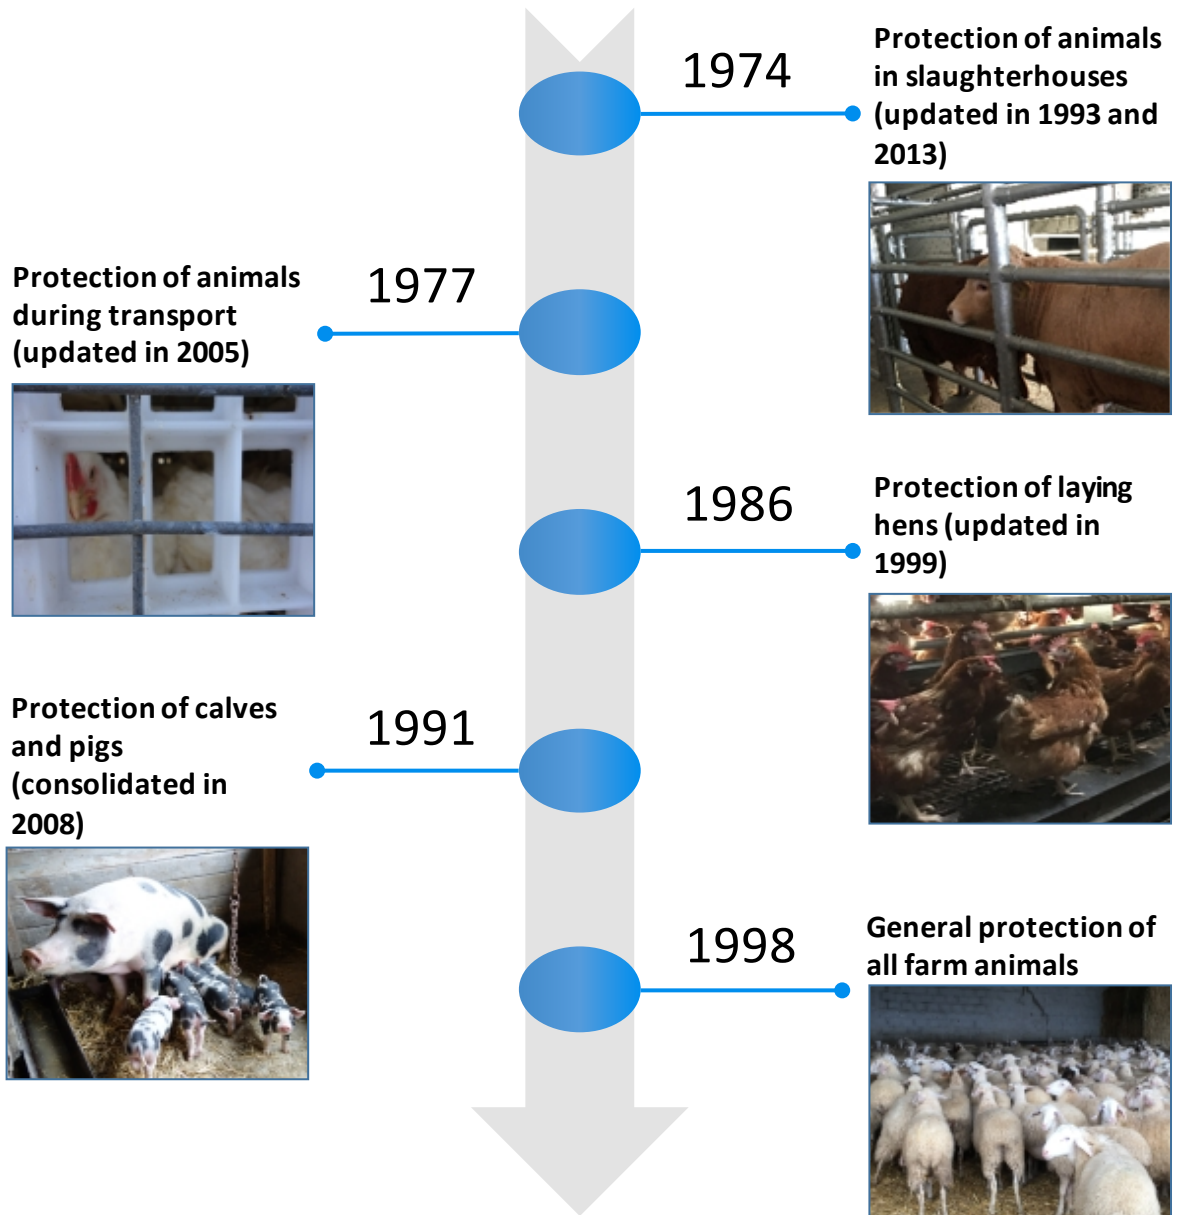 1974
Protection of animals
in slaughterhouses
(updated in 1993 and
2013)
1977
Protection of animals
during transport
(updated in 2005)
1986
Protection of laying
hens (updated in
1999)
1991
Protection of calves
and pigs
(consolidated in
2008)
1998
General protection of
all farm animals